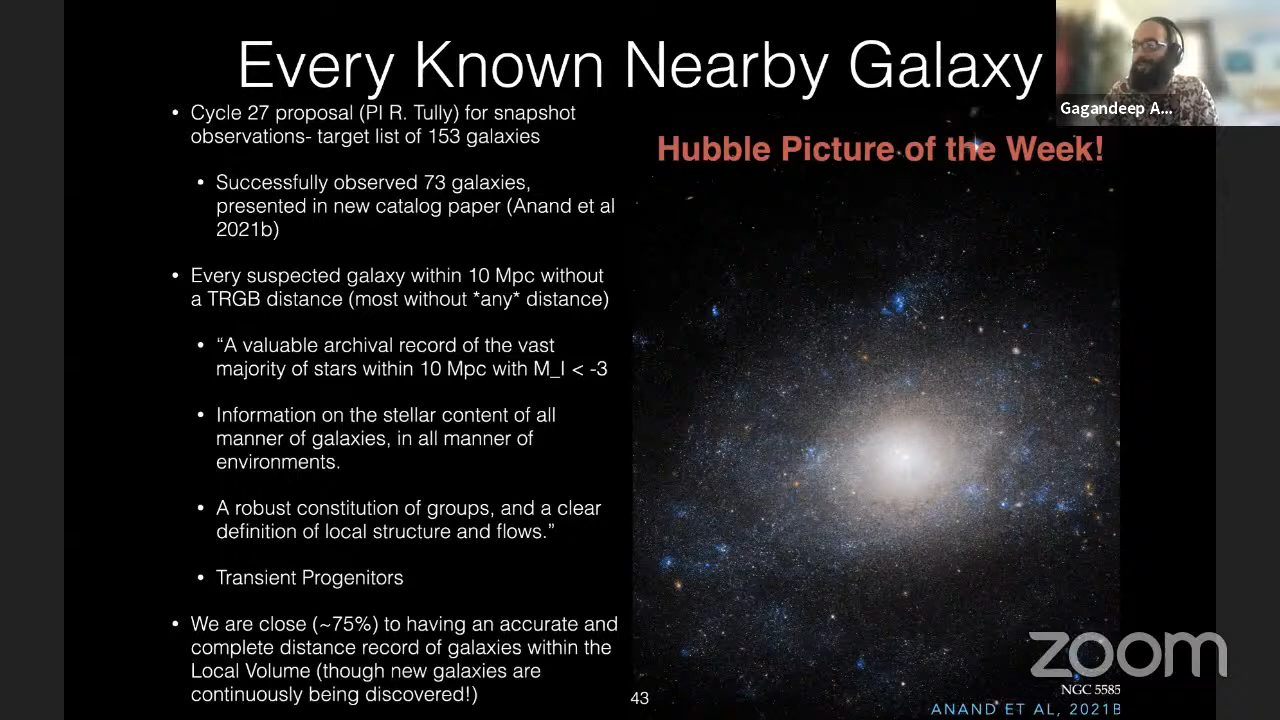 Every Known Nearby Galaxy
Gagandeep A...
• Cycle 27 proposal (PI R. Tully) for snapshot
observations- target list of 153 galaxies
• Successfully observed 73 galaxies,
presented in new catalog paper (Anand et al
2021b)
• Every suspected galaxy within 10 Mpc without
a TRGB distance (most without *any* distance)
• “A valuable archival record of the vast
majority of stars within 10 Mpc with M_I < -3
• Information on the stellar content of all
manner of galaxies, in all manner of
environments.
• A robust constitution of groups, and a clear
definition of local structure and flows.”
• Transient Progenitors
• We are close (~75%) to having an accurate and
complete distance record of galaxies within the
Local Volume (though new galaxies are
continuously being discovered!)
Hubble Picture of the Week!
zoom
NGC 5585
ANAND ET AL, 2021B
43